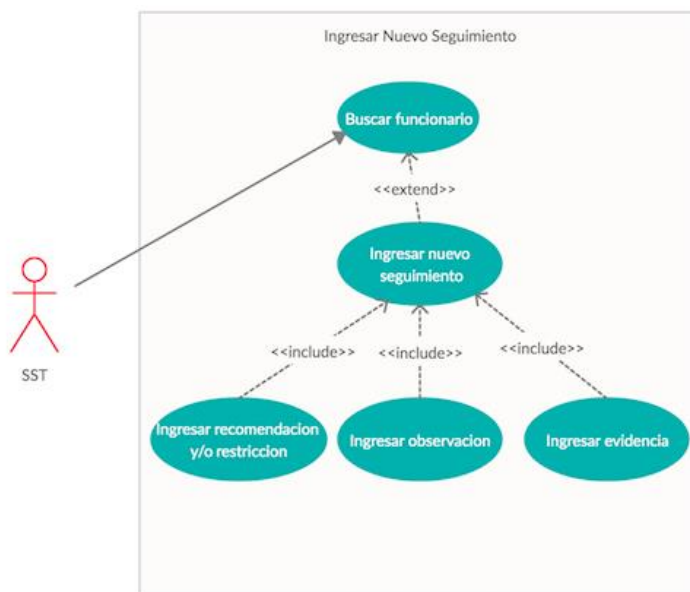 Ingresar Nuevo Seguimiento
Buscar funcionario
<<extend>>
Ingresar nuevo
seguimiento
<<include>>
<<include>>
<<include>>
SST
Ingresar recomendacion
y/o restriccion
Ingresar observacion
Ingresar evidencia